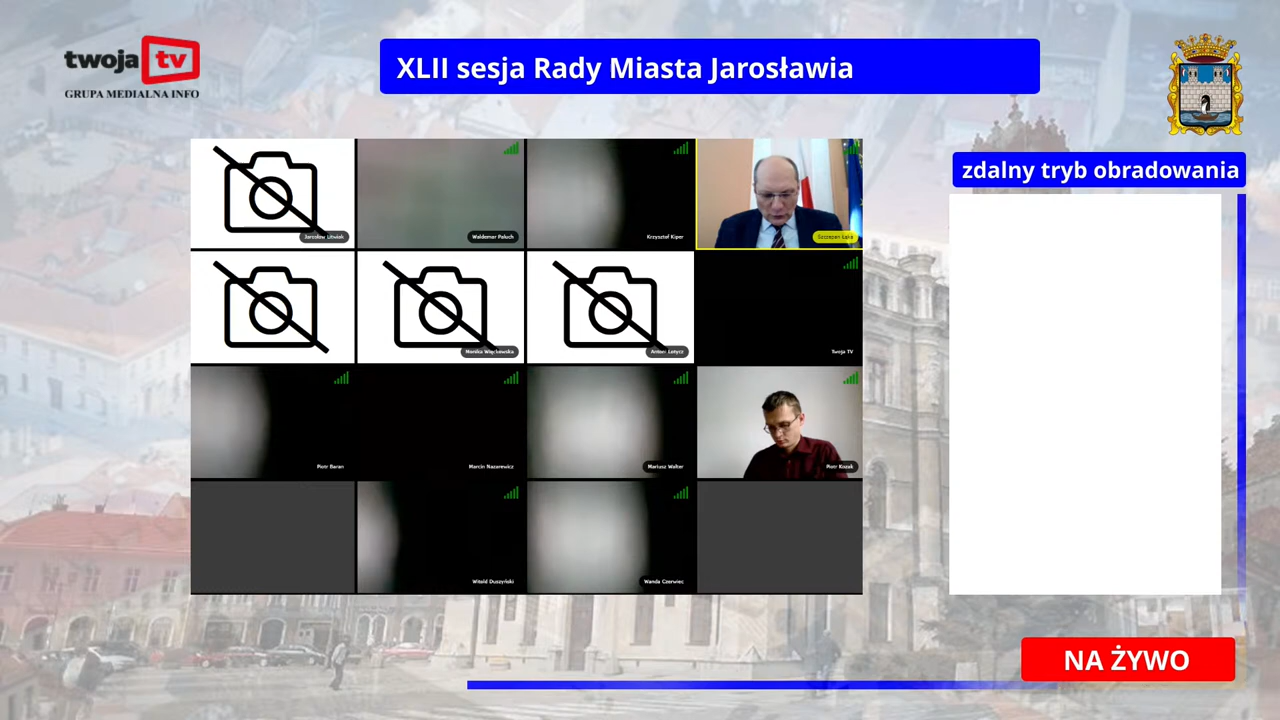 twoja tv
GRUPA MEDIALNA INFO
XLII sesja Rady Miasta Jarosławia
zdalny tryb obradowania
Jarosław Litwiak
Waldemar Paluch
Krzysztof Kiper
Szczepan Łąka
Monika Więckowska
Antoni Łotycz
Twoja TV
Piotr Baran
Marcin Nazarewicz
Mariusz Walter
Piotr Kozak
Witold Duszyński
Wanda Czerwiec
NA ŻYWO